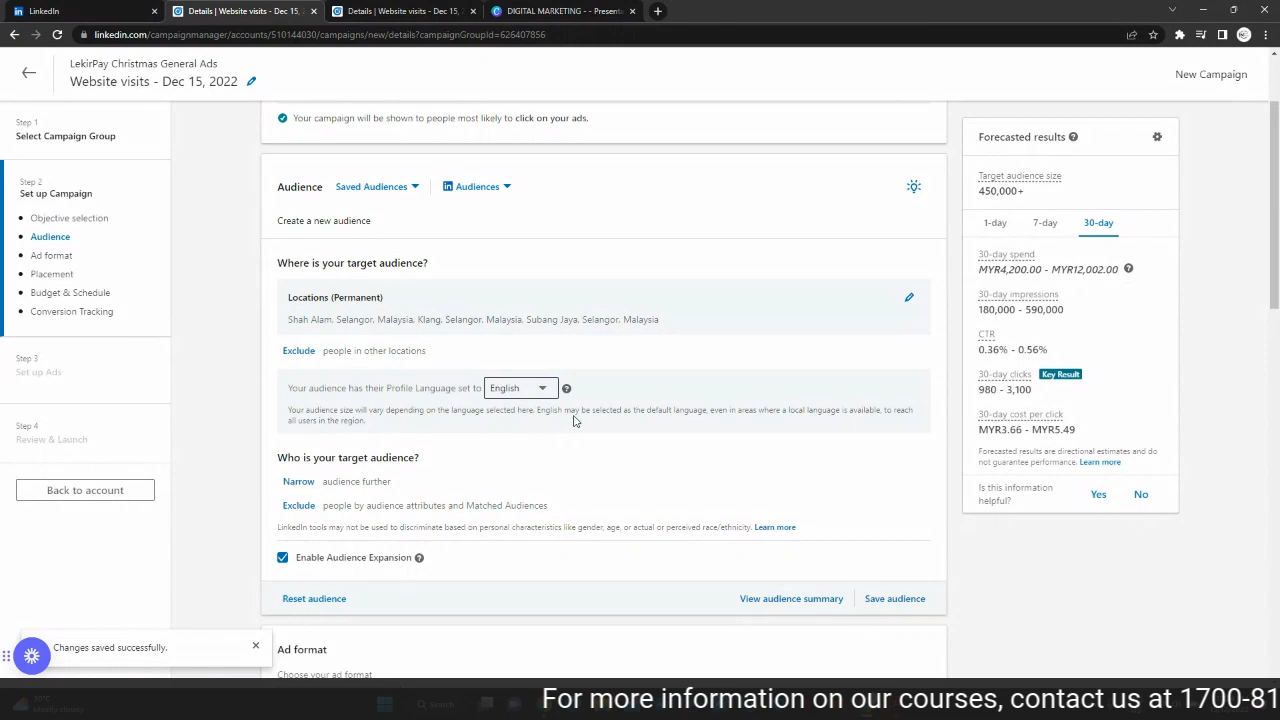 LinkedIn
Details | Website visits - Dec 15,
Details | Website visits - Dec 15,
DIGITAL MARKETING - - Present
linkedin.com/campaignmanager/accounts/510144030/campaigns/new/details?campaignGroupId=626407856
LekirPay Christmas General Ads
Website visits - Dec 15, 2022
New Campaign
Step 1
Select Campaign Group
Step 2
Set up Campaign
Objective selection
Audience
Ad format
Placement
Budget & Schedule
Conversion Tracking
Step 3
Set up Ads
Step 4
Review & Launch
Back to account
Changes saved successfully.
Your campaign will be shown to people most likely to click on your ads.
Audience
Saved Audiences
in Audiences
Create a new audience
Where is your target audience?
Locations (Permanent)
Shah Alam, Selangor, Malaysia, Klang, Selangor, Malaysia, Subang Jaya, Selangor, Malaysia
Exclude people in other locations
Your audience has their Profile Language set to English
Your audience size will vary depending on the language selected here. English may be selected as the default language, even in areas where a local language is available, to reach
all users in the region.
Who is your target audience?
Narrow audience further
Exclude people by audience attributes and Matched Audiences
LinkedIn tools may not be used to discriminate based on personal characteristics like gender, age, or actual or perceived race/ethnicity. Learn more
Enable Audience Expansion
Reset audience
View audience summary
Save audience
Ad format
Choose your ad format
Forecasted results
Target audience size
450,000+
1-day
7-day
30-day
30-day spend
MYR4,200.00 - MYR12,002.00
30-day impressions
180,000 - 590,000
CTR
0.36% - 0.56%
30-day clicks Key Result
980 - 3,100
30-day cost per click
MYR3.66 - MYR5.49
Forecasted results are directional estimates and do
not guarantee performance. Learn more
Is this information
helpful?
Yes
No
30°C
Mostly cloudy
Search
For more information on our courses, contact us at 1700-81